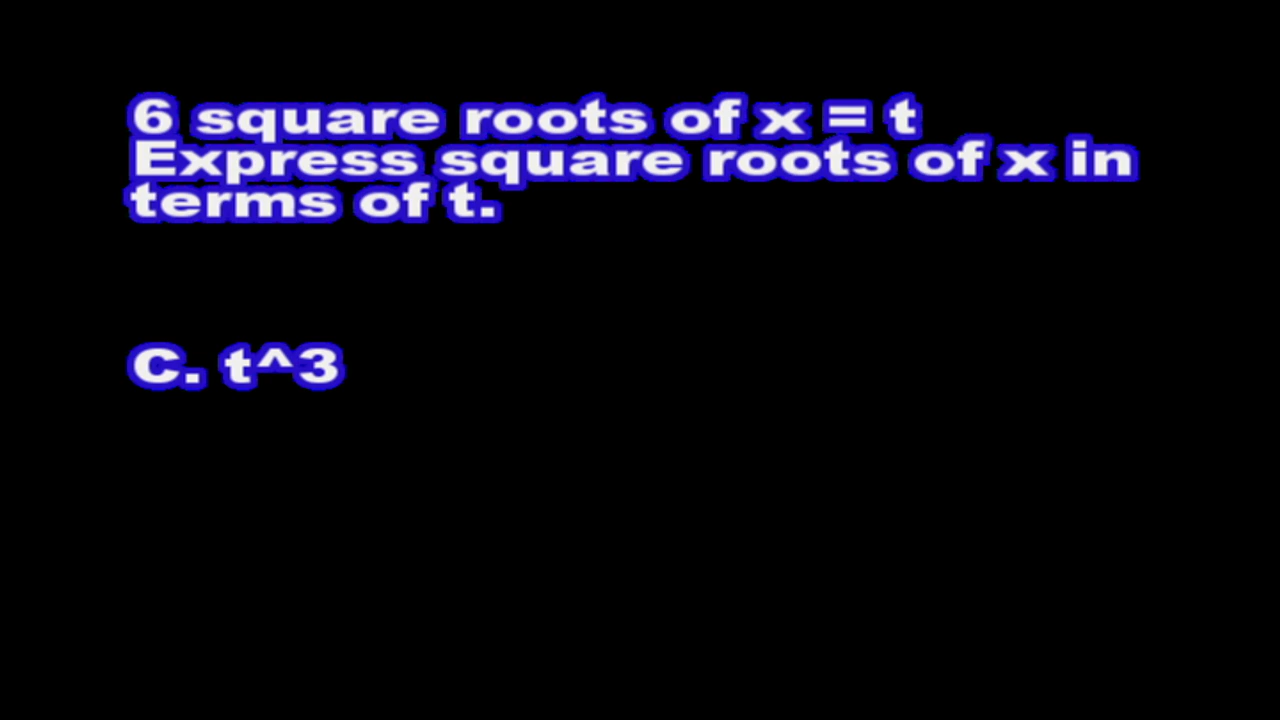 6 square roots of x = t
Express square roots of x in
terms of t.
C. t^3